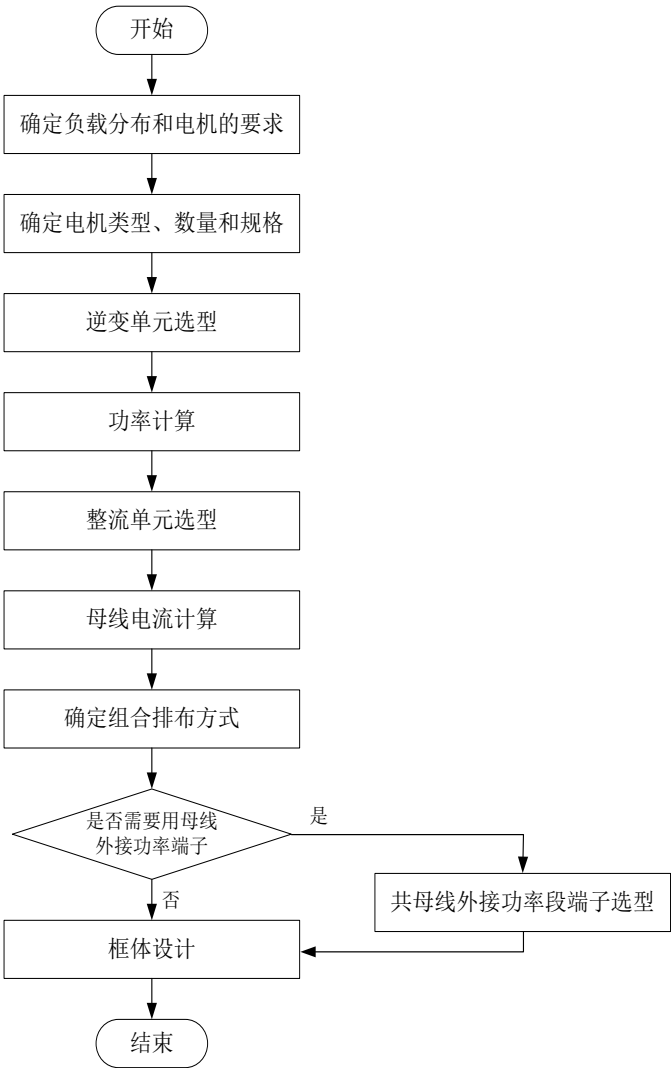 开始
确定负载分布和电机的要求
确定电机类型、数量和规格
逆变单元选型
功率计算
整流单元选型
母线电流计算
确定组合排布方式
是否需要用母线
外接功率端子
是
共母线外接功率段端子选型
否
框体设计
结束